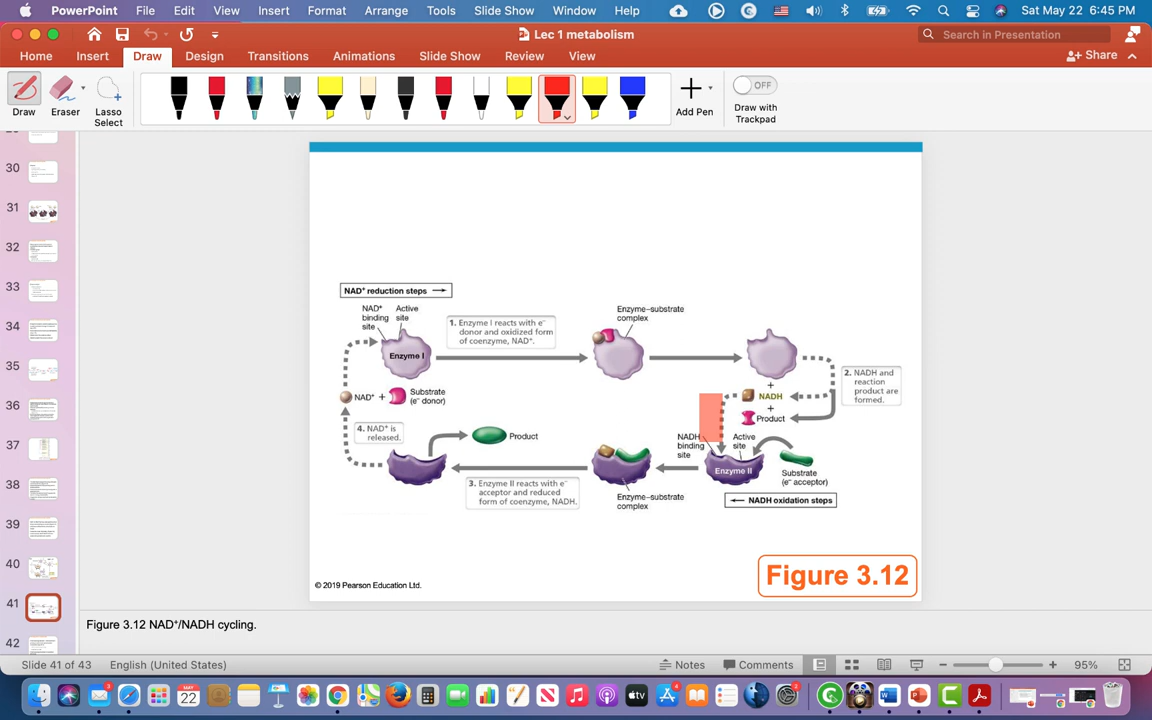 PowerPoint File Edit View Insert Format Arrange Tools Slide Show Window Help Sat May 22 6:45 PM
Lec 1 metabolism
Search in Presentation
Home Insert Draw Design Transitions Animations Slide Show Review View Share
Draw
Eraser
Lasso
Select
Add Pen
OFF
Draw with
Trackpad
30
31
32
33
34
35
36
37
38
39
40
41
42
NAD⁺ reduction steps
NAD⁺
binding
site
Active
site
Enzyme I
1. Enzyme I reacts with e⁻
donor and oxidized form
of coenzyme, NAD⁺.
Enzyme–substrate
complex
2. NADH and
reaction
product are
formed.
NAD⁺ + Substrate
(e⁻ donor)
+
NADH
+
Product
4. NAD⁺ is
released.
Product
NADH
binding
site
Active
site
Enzyme II
Substrate
(e⁻ acceptor)
3. Enzyme II reacts with e⁻
acceptor and reduced
form of coenzyme, NADH.
Enzyme–substrate
complex
NADH oxidation steps
Figure 3.12
© 2019 Pearson Education Ltd.
Figure 3.12 NAD⁺/NADH cycling.
Slide 41 of 43 English (United States) Notes Comments 95%
MAY
22
tv